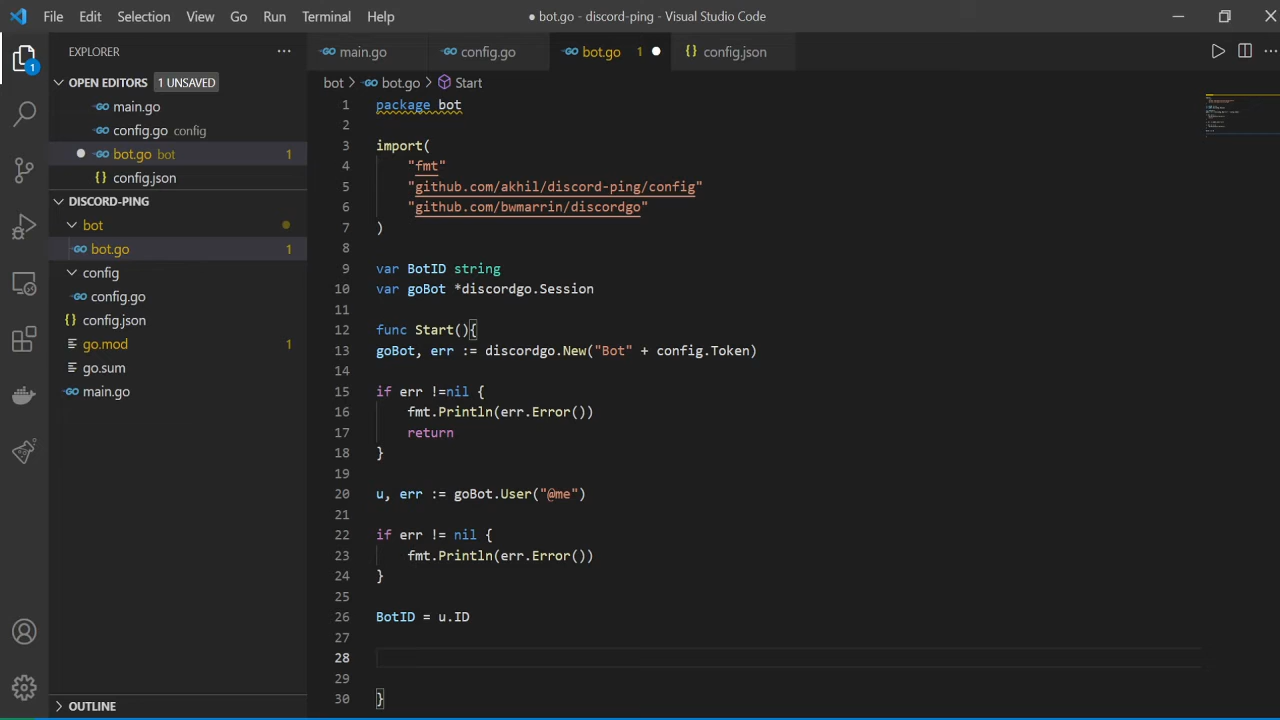 File Edit Selection View Go Run Terminal Help
● bot.go - discord-ping - Visual Studio Code
EXPLORER
OPEN EDITORS 1 UNSAVED
main.go
config.go config
bot.go bot 1
config.json
DISCORD-PING
bot
bot.go 1
config
config.go
config.json
go.mod 1
go.sum
main.go
OUTLINE
1
main.go config.go bot.go 1 config.json
bot > bot.go > Start
1 package bot
2
3 import(
4 "fmt"
5 "github.com/akhil/discord-ping/config"
6 "github.com/bwmarrin/discordgo"
7 )
8
9 var BotID string
10 var goBot *discordgo.Session
11
12 func Start(){
13 goBot, err := discordgo.New("Bot" + config.Token)
14
15 if err !=nil {
16 fmt.Println(err.Error())
17 return
18 }
19
20 u, err := goBot.User("@me")
21
22 if err != nil {
23 fmt.Println(err.Error())
24 }
25
26 BotID = u.ID
27
28
29
30 }